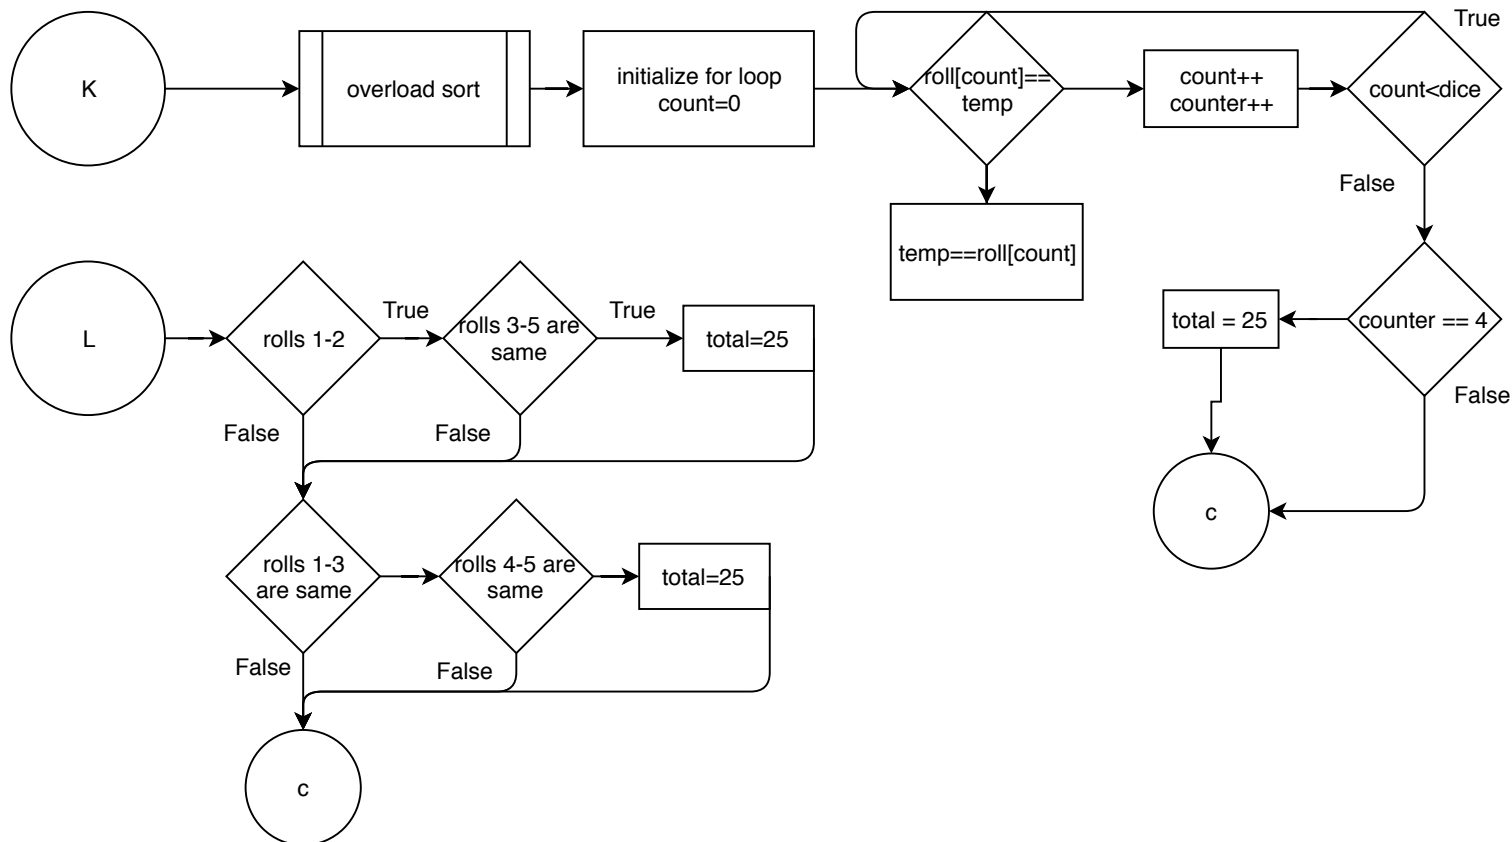 K
overload sort
initialize for loop
count=0
roll[count]==
temp
count++
counter++
count<dice
True
False
temp==roll[count]
L
rolls 1-2
True
rolls 3-5 are
same
True
total=25
False
False
total = 25
counter == 4
False
c
rolls 1-3
are same
rolls 4-5 are
same
total=25
False
False
c